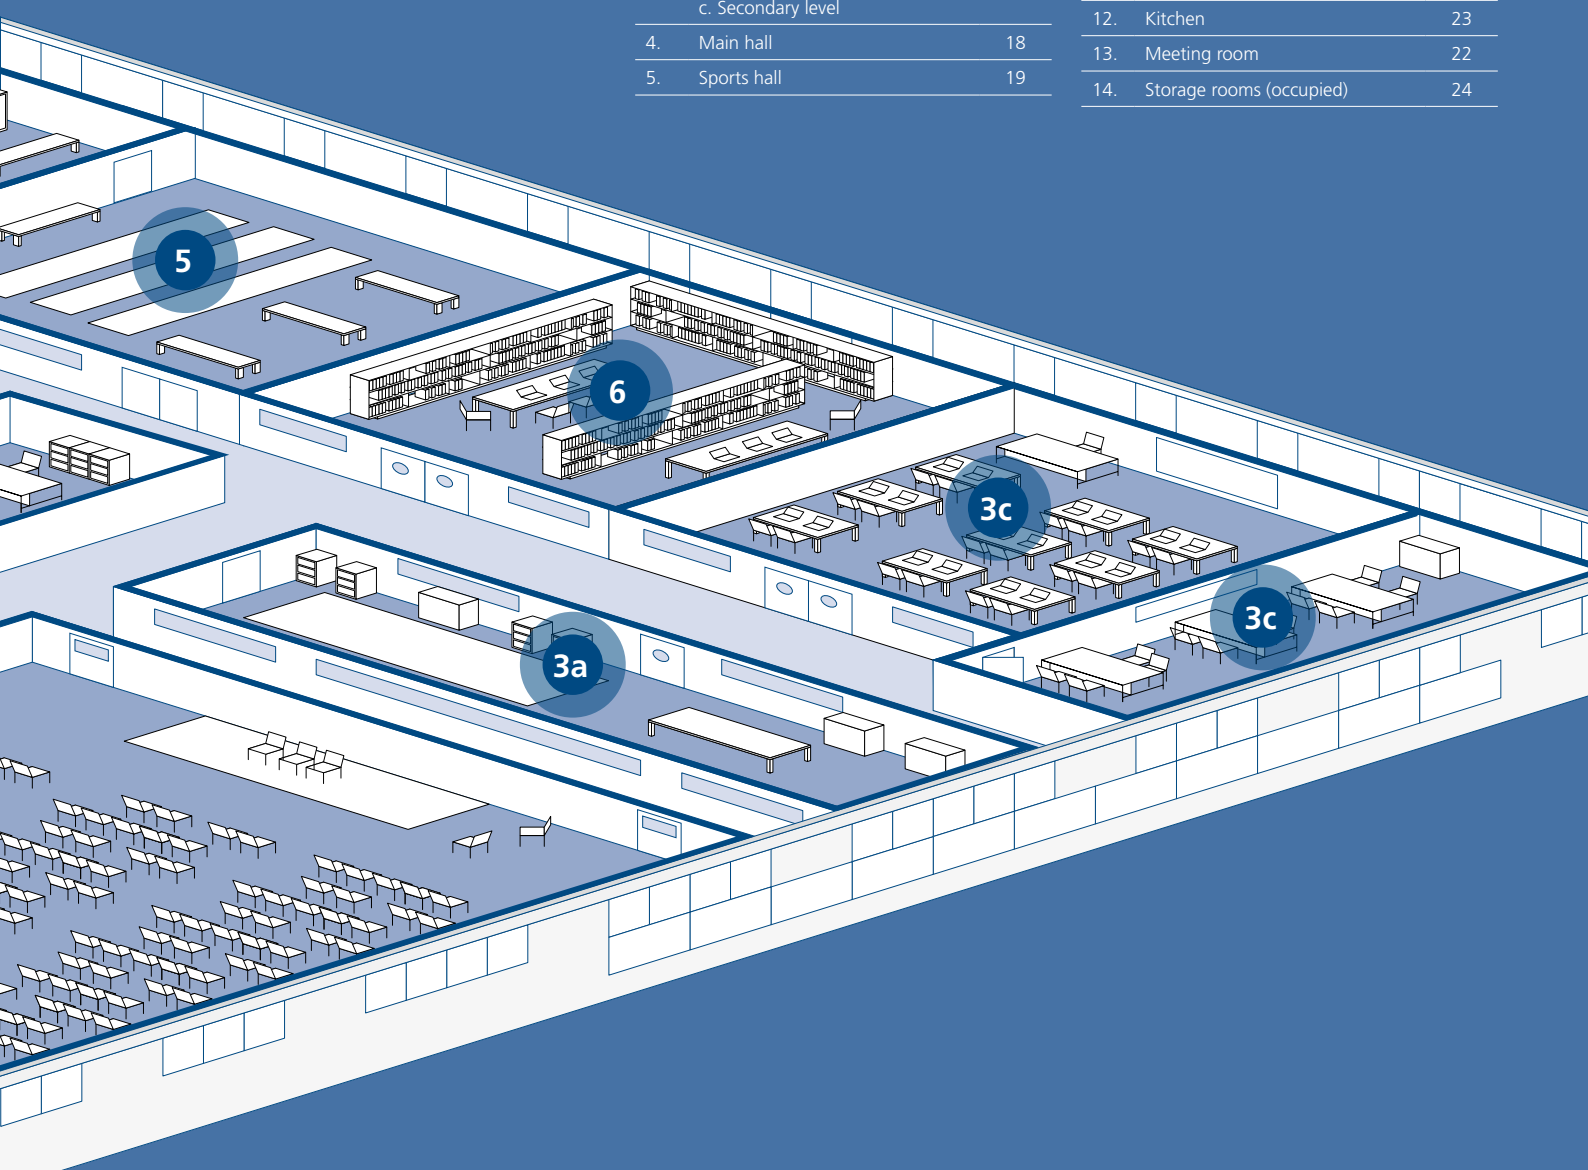 c. Secondary level
4. Main hall 18
5. Sports hall 19
12. Kitchen 23
13. Meeting room 22
14. Storage rooms (occupied) 24
5
6
3c
3c
3a